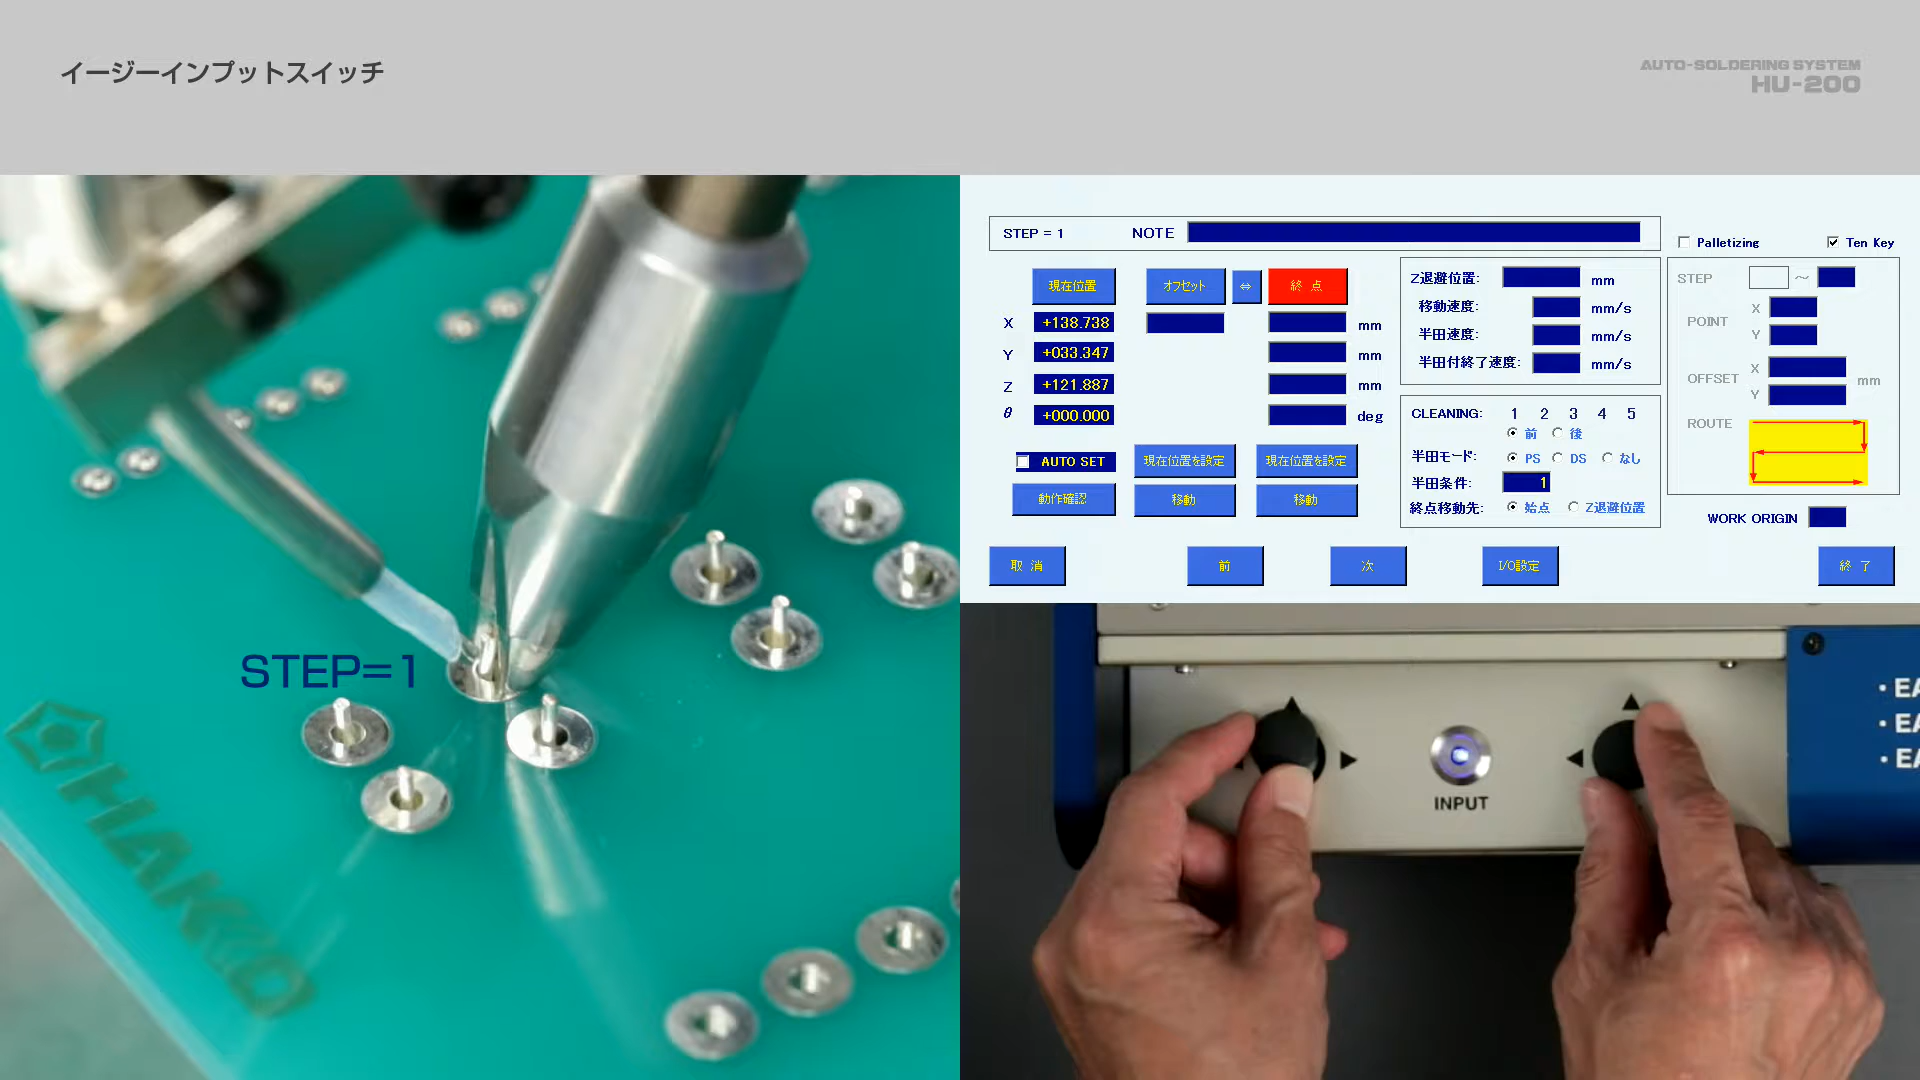 イージーインプットスイッチ
AUTO-SOLDERING SYSTEM
HU-200
STEP=1
HAKKO
STEP = 1 NOTE
Palletizing Ten Key
現在位置 オフセット ⇔ 終 点
X +138.738 mm
Y +033.347 mm
Z +121.887 mm
θ +000.000 deg
AUTO SET 現在位置を設定 現在位置を設定
動作確認 移動 移動
Z退避位置: mm
移動速度: mm/s
半田速度: mm/s
半田付終了速度: mm/s
CLEANING: 1 2 3 4 5
前 後
半田モード: PS DS なし
半田条件: 1
終点移動先: 始点 Z退避位置
STEP ～
POINT X
Y
OFFSET X
Y mm
ROUTE
WORK ORIGIN
取 消 前 次 I/O設定 終 了
INPUT
・EA
・EA
・EA